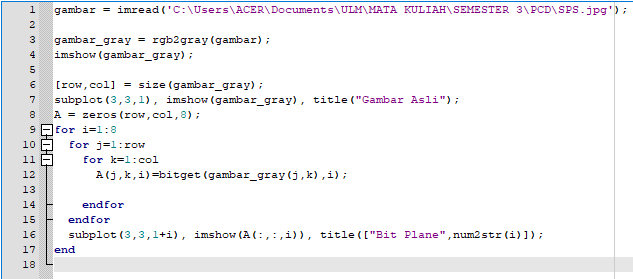 1 gambar = imread('C:\Users\ACER\Documents\ULM\MATA KULIAH\SEMESTER 3\PCD\SPS.jpg');
2
3 gambar_gray = rgb2gray(gambar);
4 imshow(gambar_gray);
5
6 [row,col] = size(gambar_gray);
7 subplot(3,3,1), imshow(gambar_gray), title("Gambar Asli");
8 A = zeros(row,col,8);
9 for i=1:8
10 for j=1:row
11 for k=1:col
12 A(j,k,i)=bitget(gambar_gray(j,k),i);
13
14 endfor
15 endfor
16 subplot(3,3,1+i), imshow(A(:,:,i)), title(["Bit Plane",num2str(i)]);
17 end
18